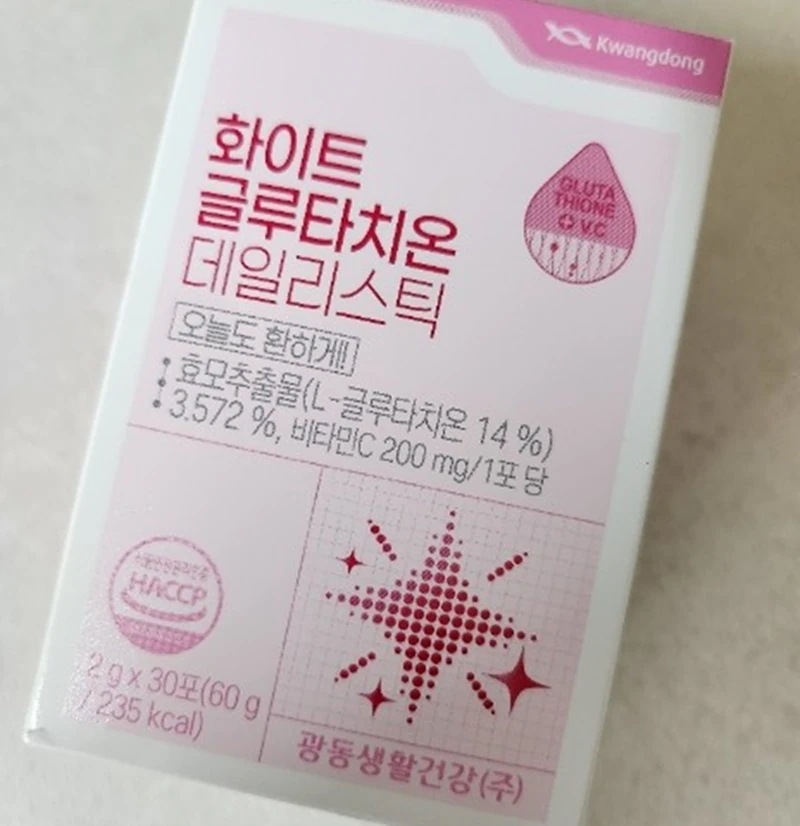 Kwangdong
화이트
글루타치온
데일리스틱
GLUTA
THIONE
V.C
오늘도 환하게!
효모추출물(L-글루타치온 14 %)
3.572 %, 비타민C 200 mg/1포 당
HACCP
2 g x 30포(60 g
/ 235 kcal)
광동생활건강(주)